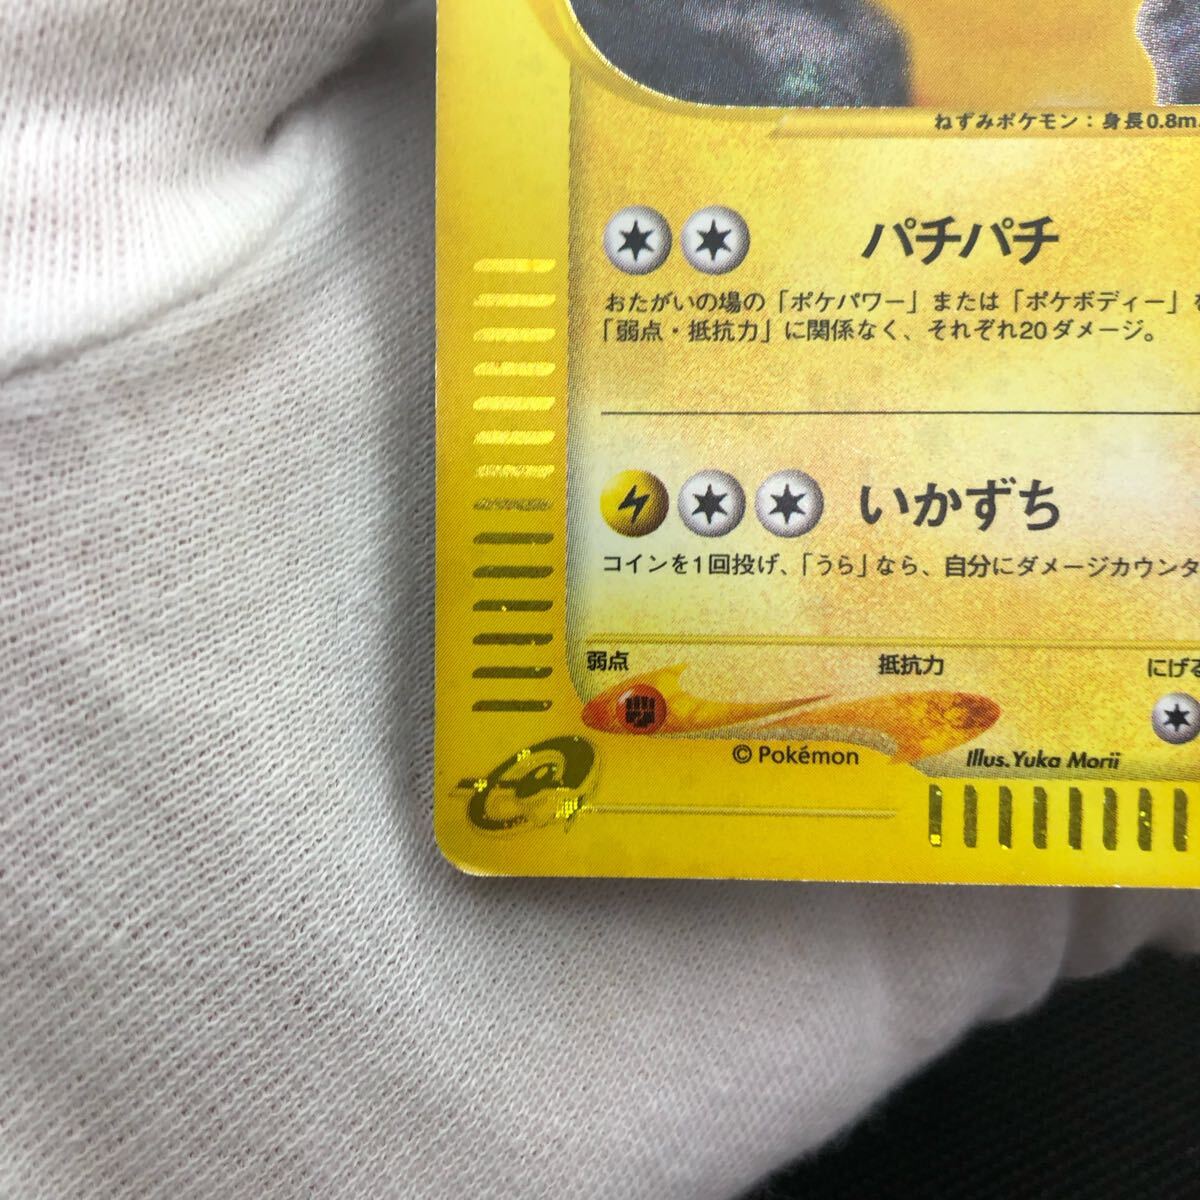 ねずみポケモン：身長0.8m
パチパチ
おたがいの場の「ポケパワー」または「ポケボディー」を
「弱点・抵抗力」に関係なく、それぞれ20ダメージ。
いかずち
コインを1回投げ、「うら」なら、自分にダメージカウンタ
弱点 抵抗力 にげる
© Pokémon Illus. Yuka Morii